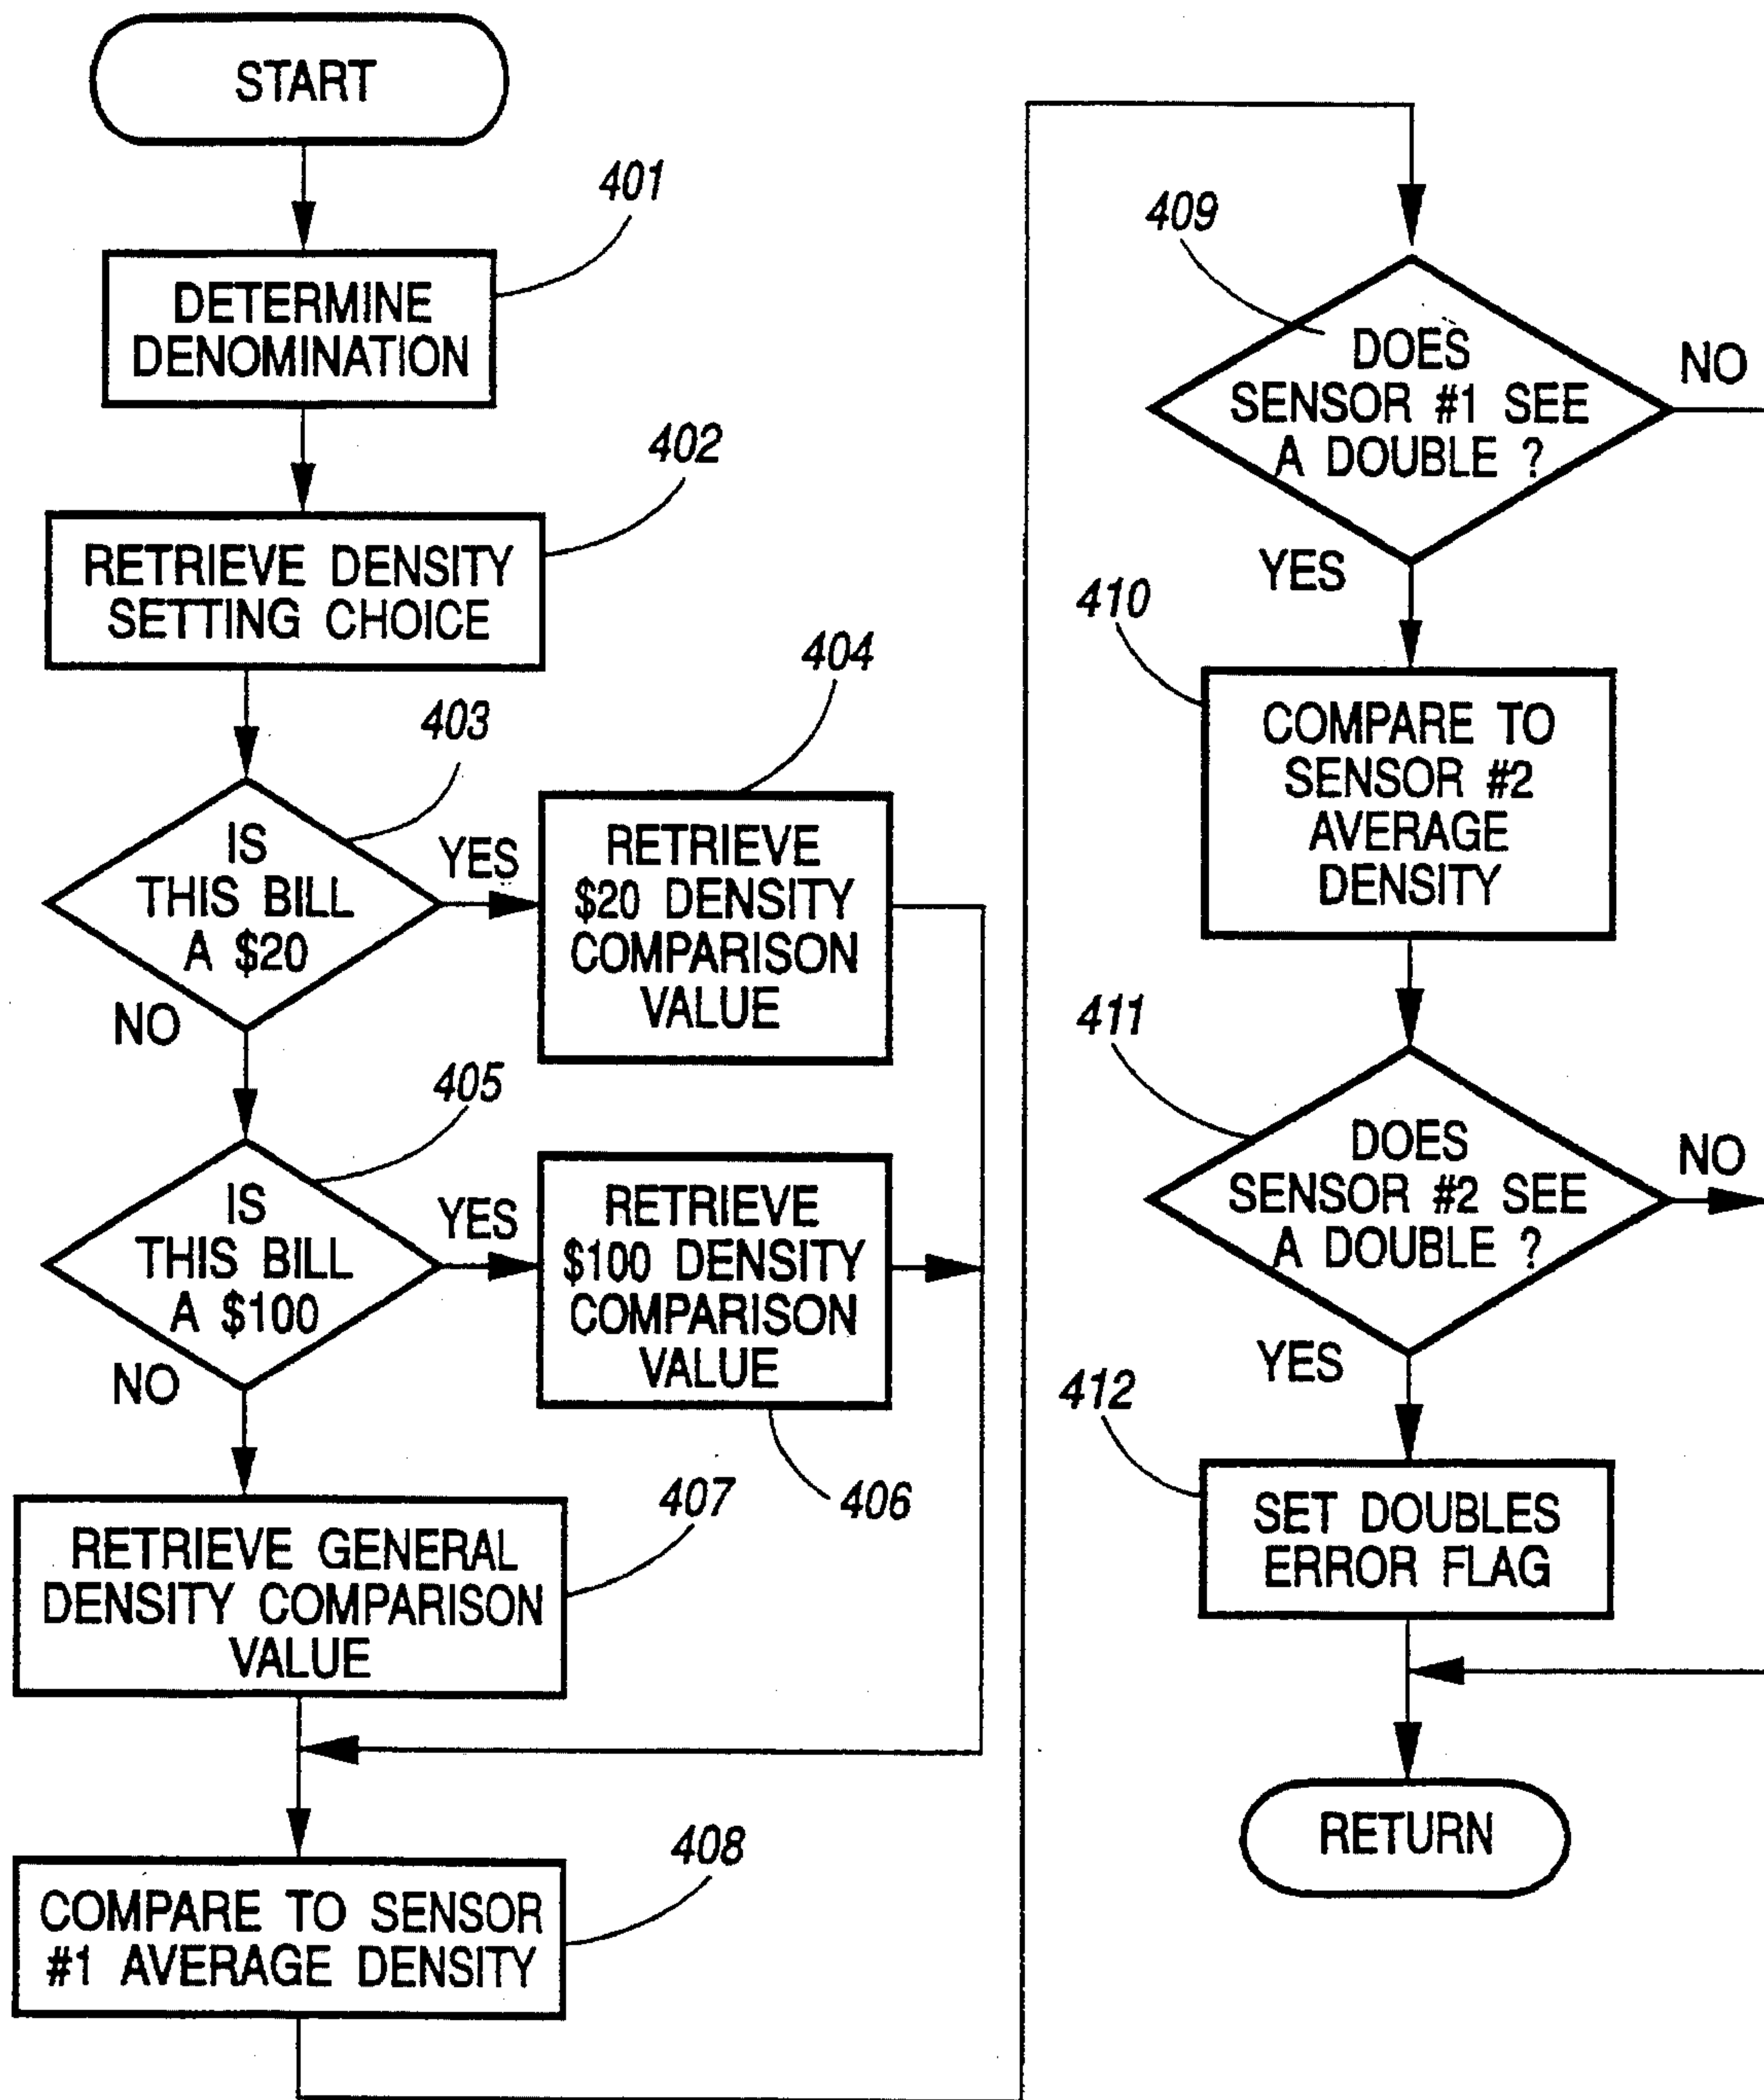 START
401
DETERMINE
DENOMINATION
402
RETRIEVE DENSITY
SETTING CHOICE
403
IS
THIS BILL
A $20
YES
NO
404
RETRIEVE
$20 DENSITY
COMPARISON
VALUE
405
IS
THIS BILL
A $100
YES
NO
RETRIEVE
$100 DENSITY
COMPARISON
VALUE
406
407
RETRIEVE GENERAL
DENSITY COMPARISON
VALUE
408
COMPARE TO SENSOR
#1 AVERAGE DENSITY
409
DOES
SENSOR #1 SEE
A DOUBLE ?
NO
YES
410
COMPARE TO
SENSOR #2
AVERAGE
DENSITY
411
DOES
SENSOR #2 SEE
A DOUBLE ?
NO
YES
412
SET DOUBLES
ERROR FLAG
RETURN